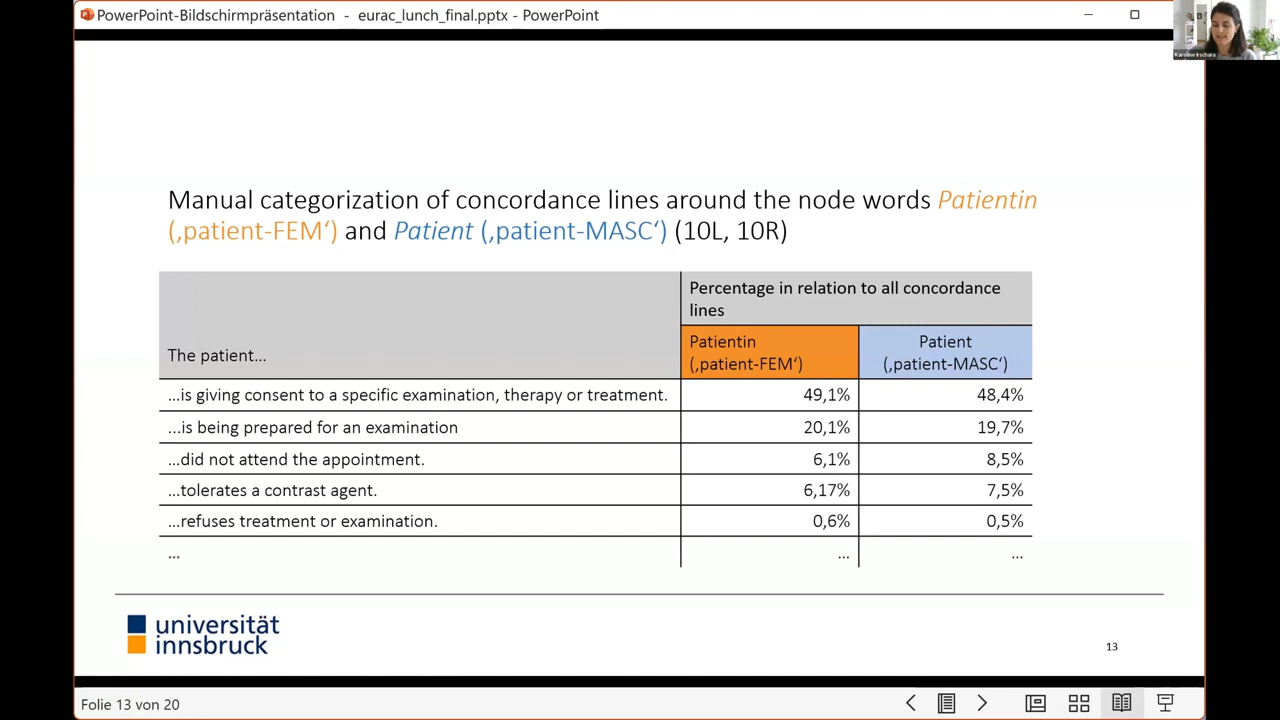 PowerPoint-Bildschirmpräsentation - eurac_lunch_final.pptx - PowerPoint
Karoline Irschara
Manual categorization of concordance lines around the node words Patientin
(‚patient-FEM‘) and Patient (‚patient-MASC‘) (10L, 10R)
The patient...
Percentage in relation to all concordance
lines
Patientin
(‚patient-FEM‘)
Patient
(‚patient-MASC‘)
...is giving consent to a specific examination, therapy or treatment. 49,1% 48,4%
...is being prepared for an examination 20,1% 19,7%
...did not attend the appointment. 6,1% 8,5%
...tolerates a contrast agent. 6,17% 7,5%
...refuses treatment or examination. 0,6% 0,5%
... ... ...
universität
innsbruck
13
Folie 13 von 20